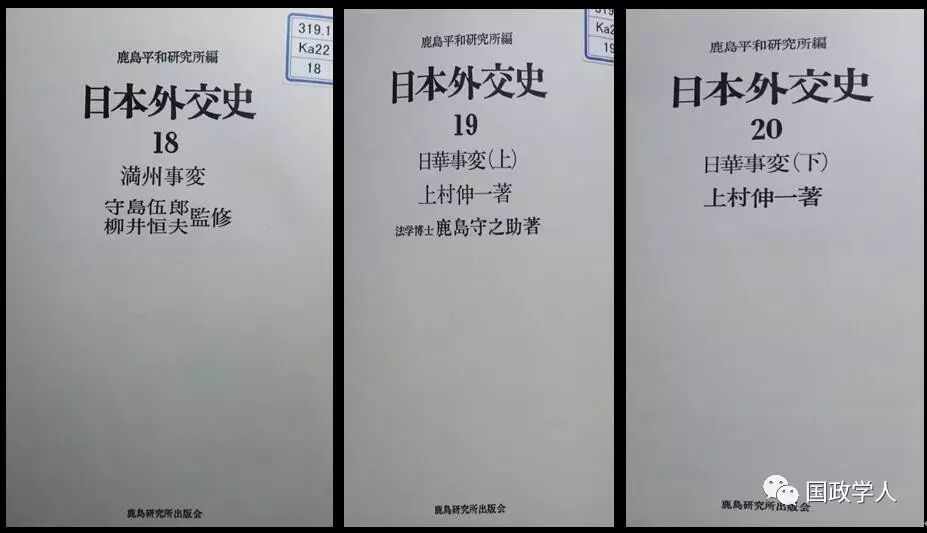 319.1
Ka22
18
鹿島平和研究所編
日本外交史
18
満州事変
守島伍郎
柳井恒夫
監修
鹿島研究所出版会
Ka2
19
鹿島平和研究所編
日本外交史
19
日華事変(上)
上村伸一著
法学博士 鹿島守之助著
鹿島研究所出版会
鹿島平和研究所編
日本外交史
20
日華事変(下)
上村伸一著
鹿島研究所出版会
国政学人